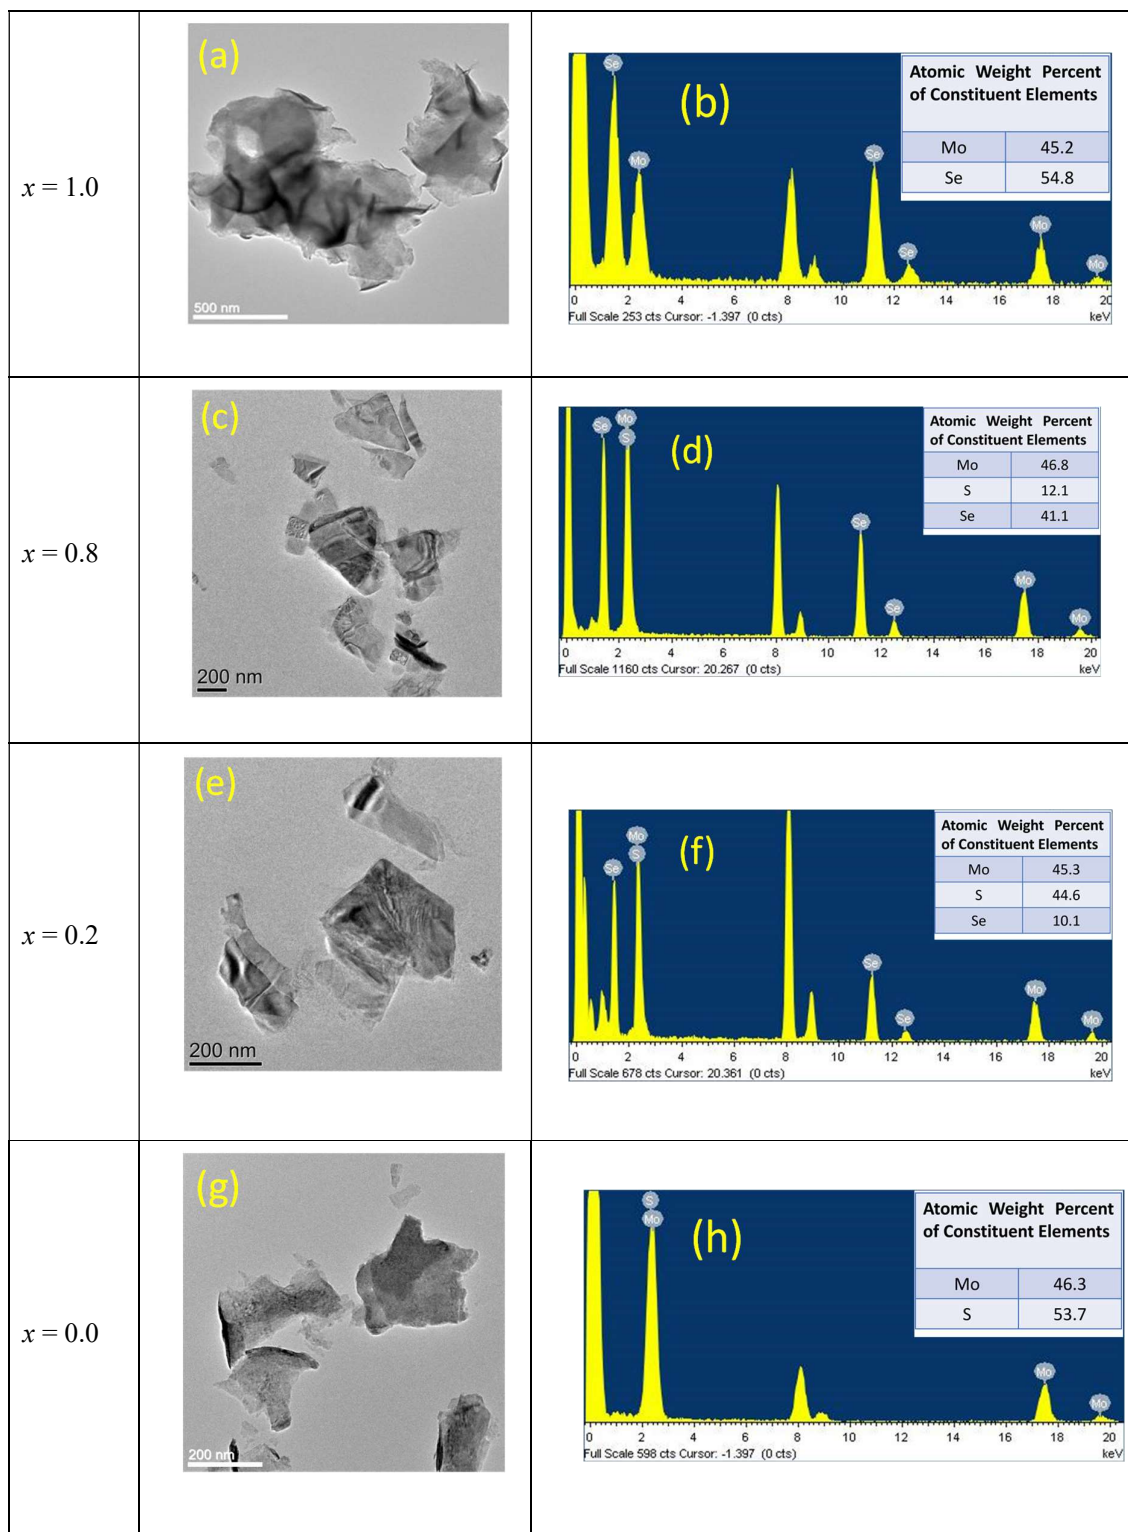 x = 1.0
(a)
500 nm
(b)
Se
Mo
Se
Se
Mo
Mo
Atomic Weight Percent
of Constituent Elements
Mo 45.2
Se 54.8
0 2 4 6 8 10 12 14 16 18 20
Full Scale 253 cts Cursor: -1.397 (0 cts) keV
x = 0.8
(c)
200 nm
(d)
Se
Mo
S
Se
Se
Mo
Mo
Atomic Weight Percent
of Constituent Elements
Mo 46.8
S 12.1
Se 41.1
0 2 4 6 8 10 12 14 16 18 20
Full Scale 1160 cts Cursor: 20.267 (0 cts) keV
x = 0.2
(e)
200 nm
(f)
Se
Mo
S
Se
Se
Mo
Mo
Atomic Weight Percent
of Constituent Elements
Mo 45.3
S 44.6
Se 10.1
0 2 4 6 8 10 12 14 16 18 20
Full Scale 678 cts Cursor: 20.361 (0 cts) keV
x = 0.0
(g)
200 nm
(h)
S
Mo
Mo
Mo
Atomic Weight Percent
of Constituent Elements
Mo 46.3
S 53.7
0 2 4 6 8 10 12 14 16 18 20
Full Scale 598 cts Cursor: -1.397 (0 cts) keV